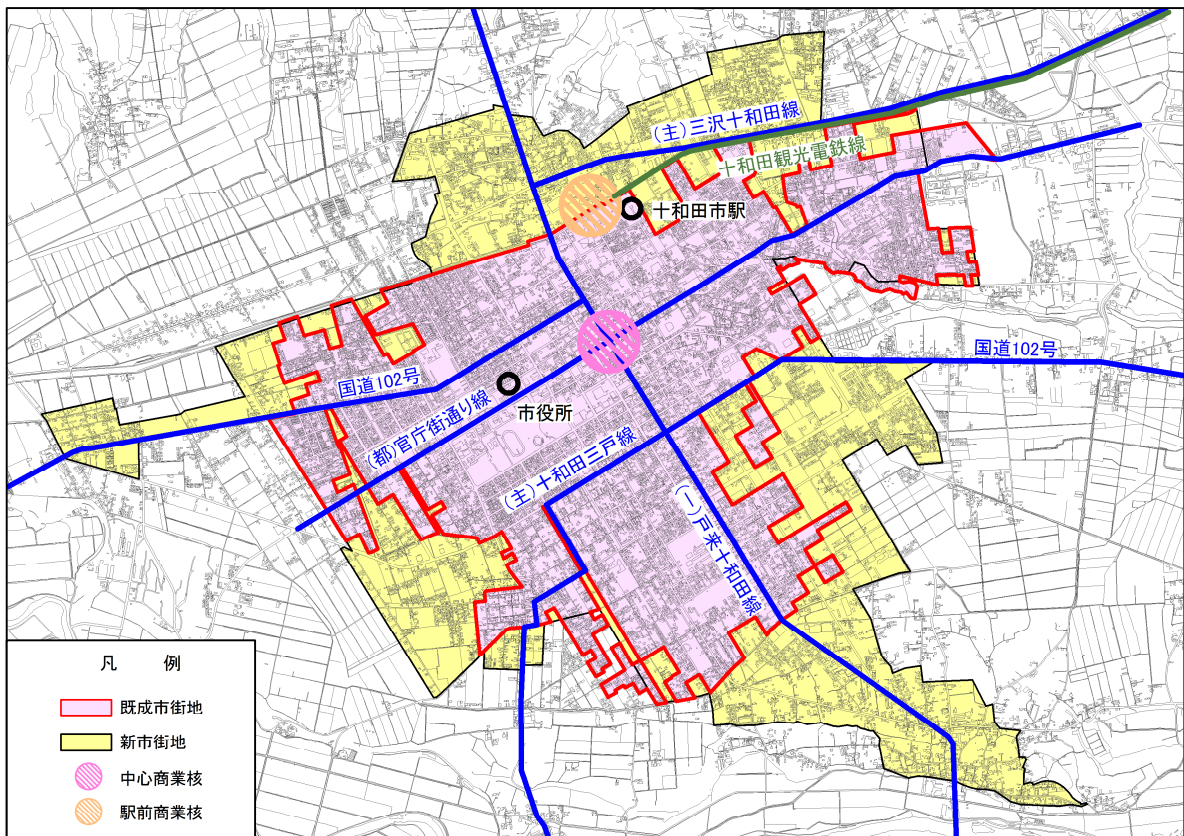 (主)三沢十和田線
十和田観光電鉄線
十和田市駅
国道102号
国道102号
市役所
(都)官庁街通り線
(主)十和田三戸線
(一)戸来十和田線
凡 例
既成市街地
新市街地
中心商業核
駅前商業核